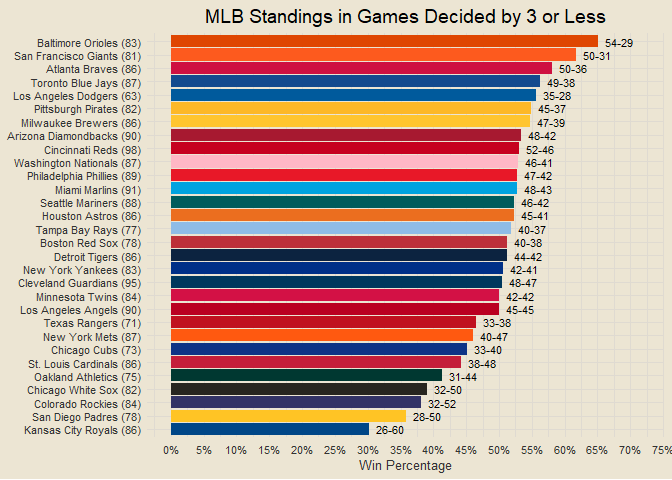 MLB Standings in Games Decided by 3 or Less
Baltimore Orioles (83) 54-29
San Francisco Giants (81) 50-31
Atlanta Braves (86) 50-36
Toronto Blue Jays (87) 49-38
Los Angeles Dodgers (63) 35-28
Pittsburgh Pirates (82) 45-37
Milwaukee Brewers (86) 47-39
Arizona Diamondbacks (90) 48-42
Cincinnati Reds (98) 52-46
Washington Nationals (87) 46-41
Philadelphia Phillies (89) 47-42
Miami Marlins (91) 48-43
Seattle Mariners (88) 46-42
Houston Astros (86) 45-41
Tampa Bay Rays (77) 40-37
Boston Red Sox (78) 40-38
Detroit Tigers (86) 44-42
New York Yankees (83) 42-41
Cleveland Guardians (95) 48-47
Minnesota Twins (84) 42-42
Los Angeles Angels (90) 45-45
Texas Rangers (71) 33-38
New York Mets (87) 40-47
Chicago Cubs (73) 33-40
St. Louis Cardinals (86) 38-48
Oakland Athletics (75) 31-44
Chicago White Sox (82) 32-50
Colorado Rockies (84) 32-52
San Diego Padres (78) 28-50
Kansas City Royals (86) 26-60
0% 5% 10% 15% 20% 25% 30% 35% 40% 45% 50% 55% 60% 65% 70% 75%
Win Percentage